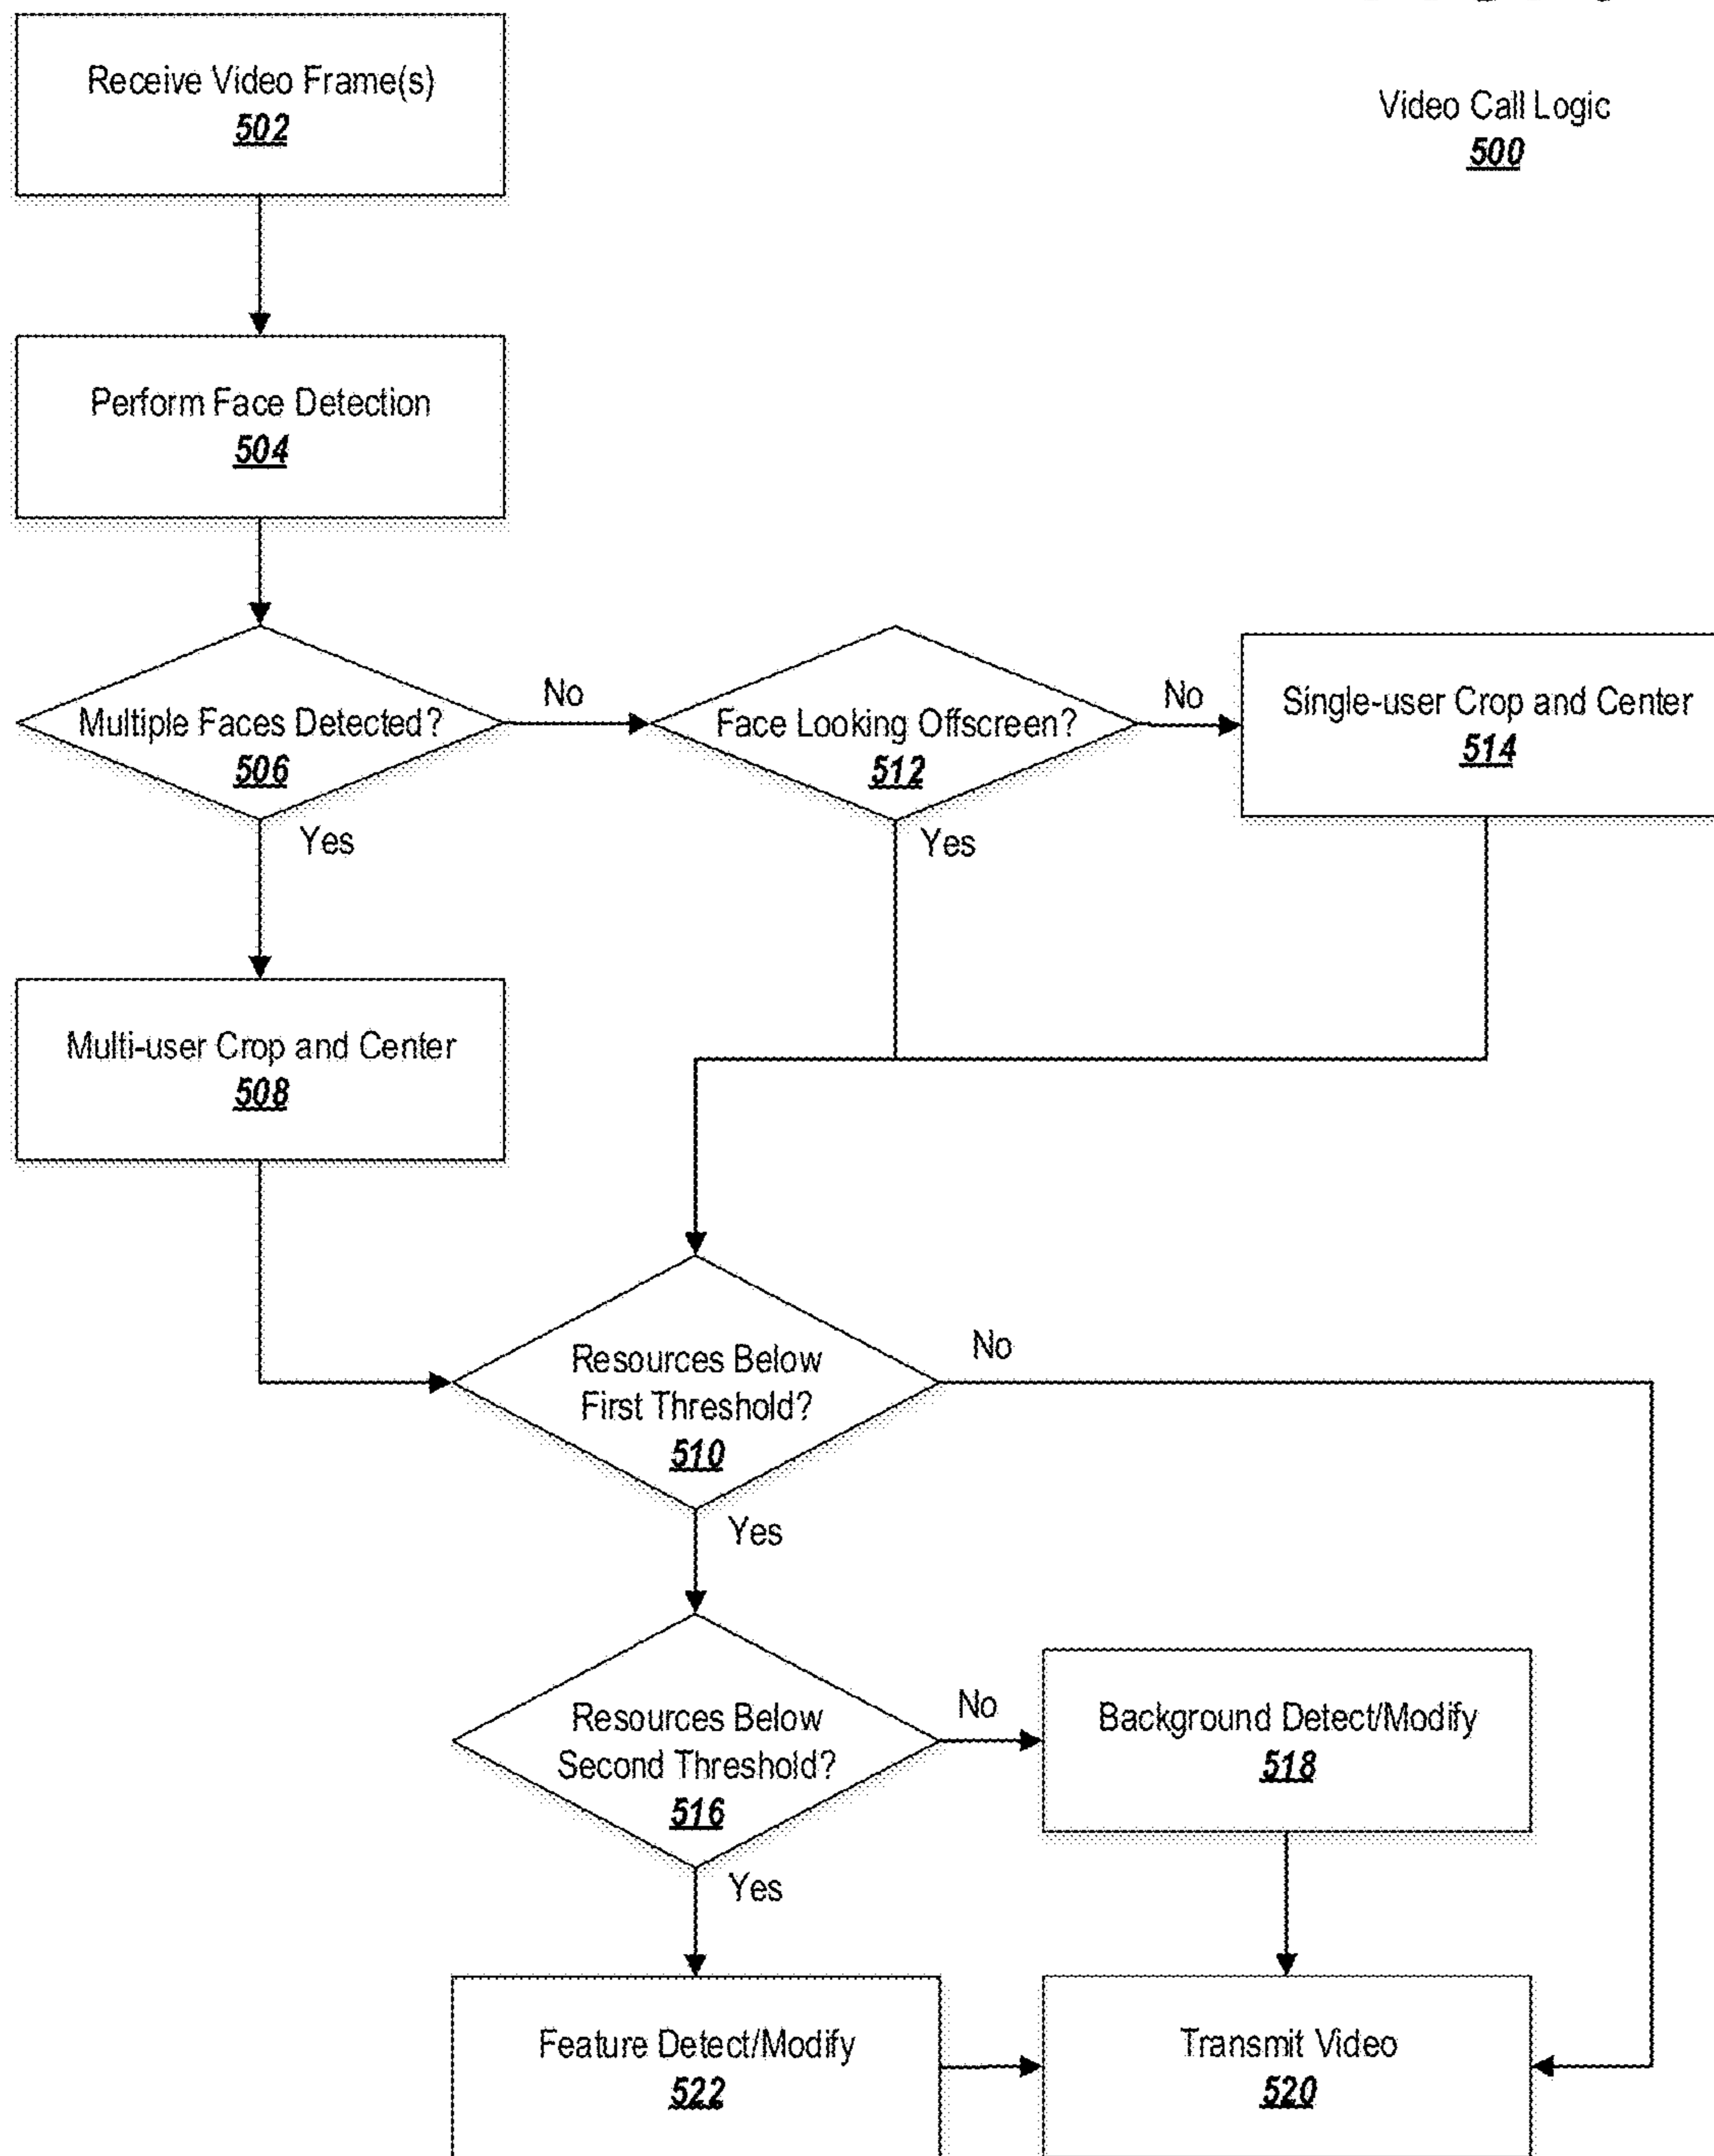 Video Call Logic
500
Receive Video Frame(s)
502
Perform Face Detection
504
Multiple Faces Detected?
506
No
Yes
Face Looking Offscreen?
512
No
Yes
Single-user Crop and Center
514
Multi-user Crop and Center
508
Resources Below
First Threshold?
510
No
Yes
Resources Below
Second Threshold?
516
No
Yes
Background Detect/Modify
518
Feature Detect/Modify
522
Transmit Video
520